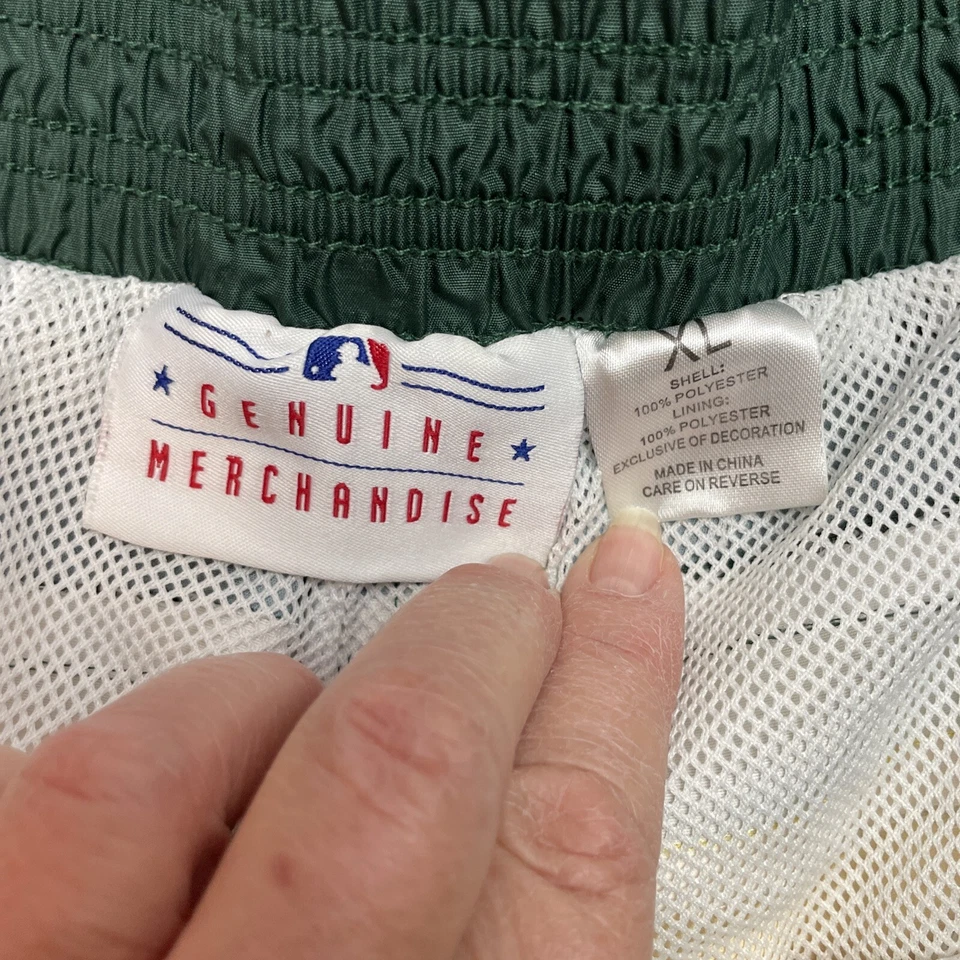 GENUINE
MERCHANDISE
XL
SHELL:
100% POLYESTER
LINING:
100% POLYESTER
EXCLUSIVE OF DECORATION
MADE IN CHINA
CARE ON REVERSE